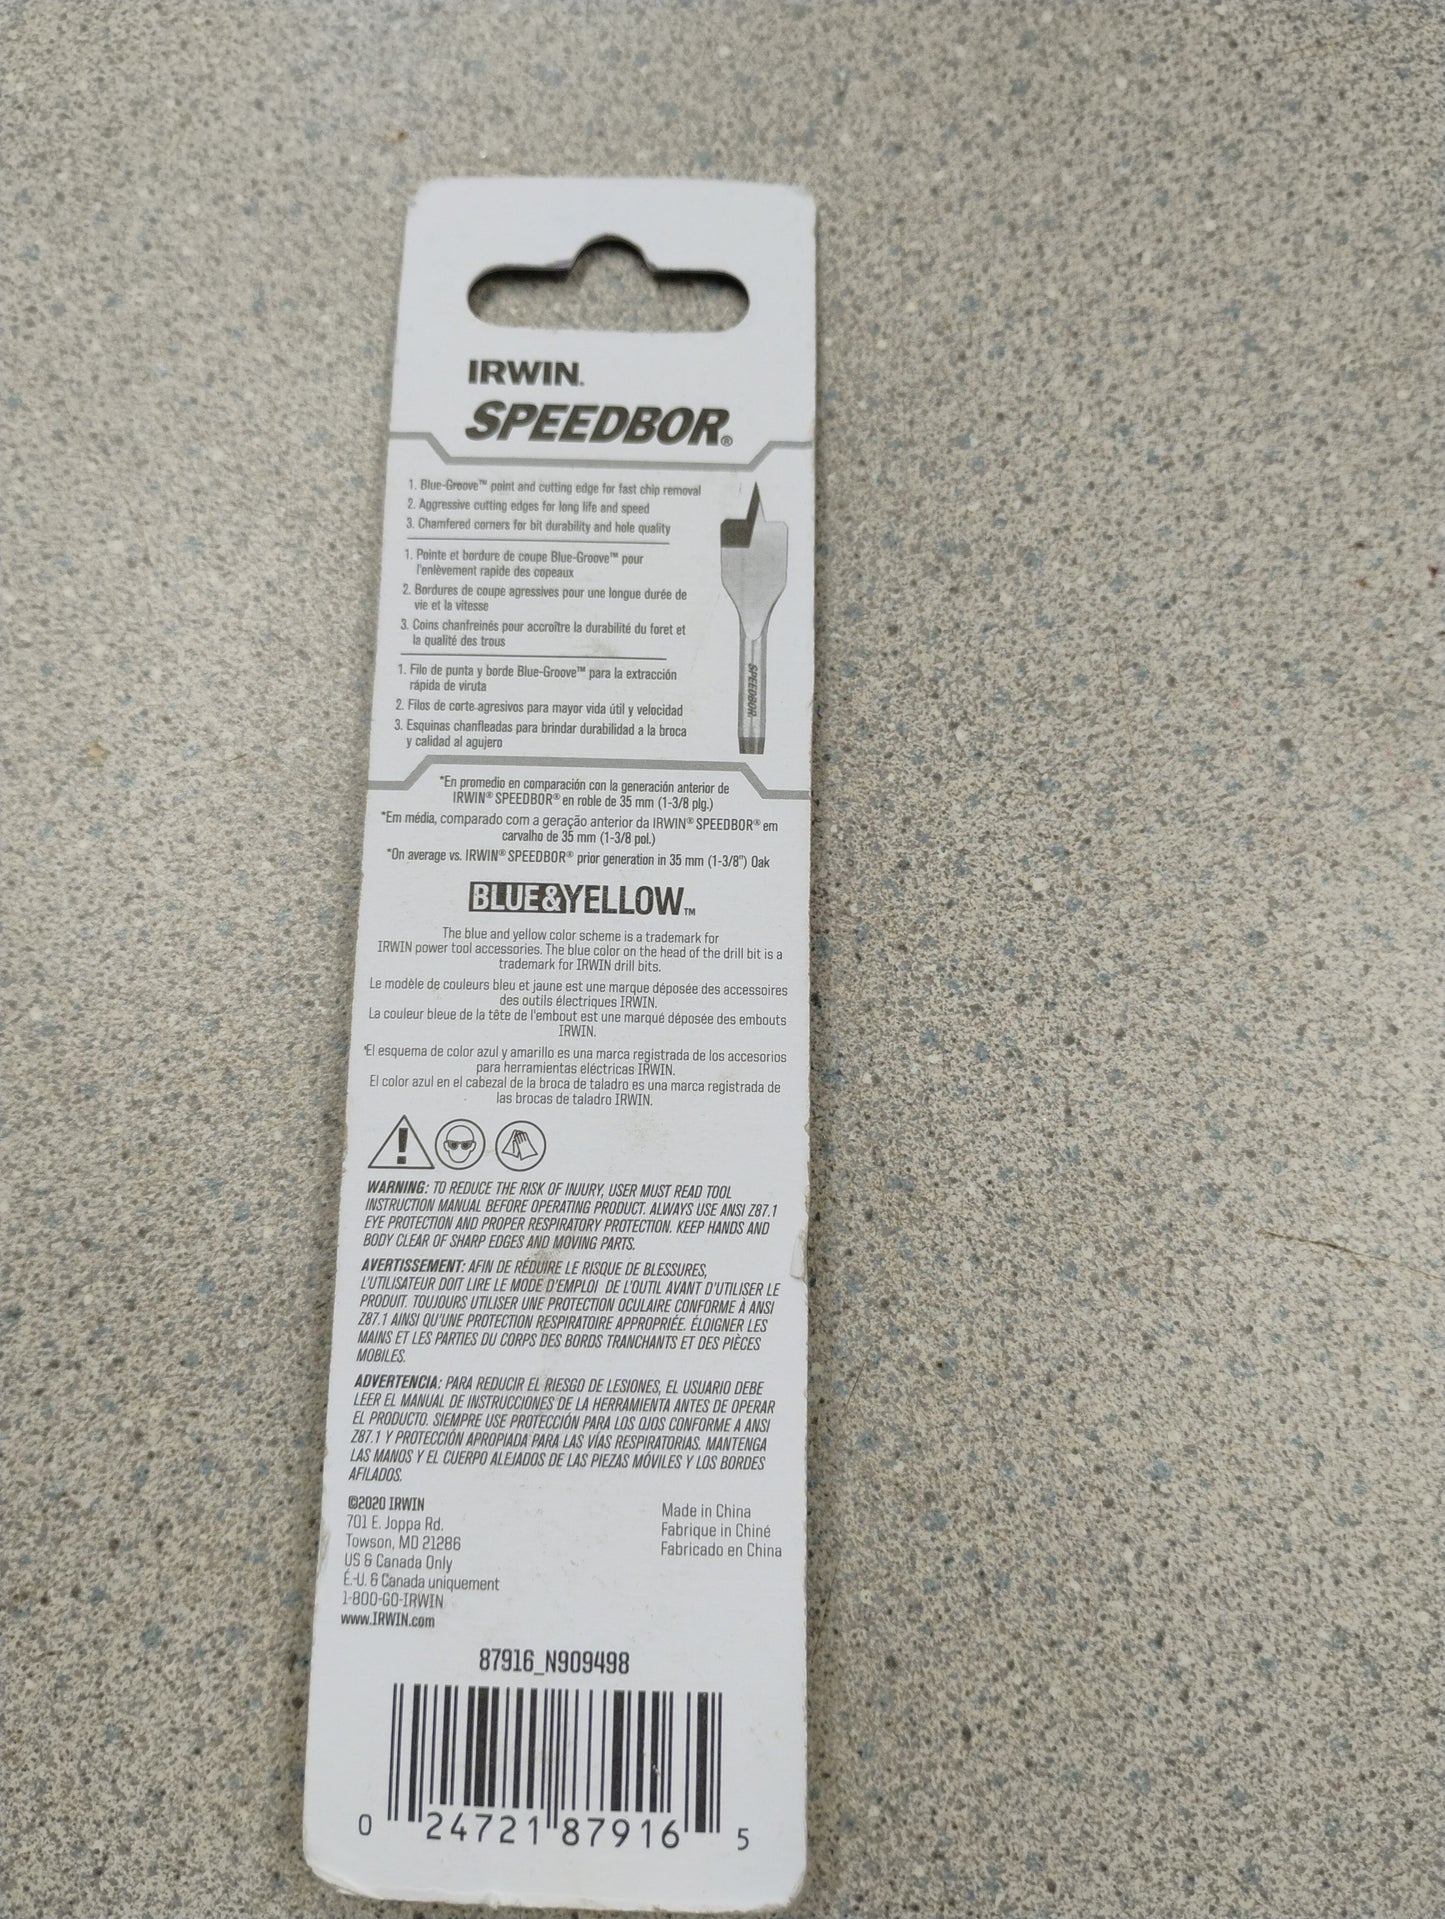 IRWIN.
SPEEDBOR®
1. Blue-Groove™ point and cutting edge for fast chip removal
2. Aggressive cutting edges for long life and speed
3. Chamfered corners for bit durability and hole quality
1. Pointe et bordure de coupe Blue-Groove™ pour
l'enlèvement rapide des copeaux
2. Bordures de coupe agressives pour une longue durée de
vie et la vitesse
3. Coins chanfreinés pour accroître la durabilité du foret et
la qualité des trous
1. Filo de punta y borde Blue-Groove™ para la extracción
rápida de viruta
2. Filos de corte agresivos para mayor vida útil y velocidad
3. Esquinas chanfleadas para brindar durabilidad a la broca
y calidad al agujero
SPEEDBOR
*En promedio en comparación con la generación anterior de
IRWIN® SPEEDBOR® en roble de 35 mm (1-3/8 plg.)
*Em média, comparado com a geração anterior da IRWIN® SPEEDBOR® em
carvalho de 35 mm (1-3/8 pol.)
*On average vs. IRWIN® SPEEDBOR® prior generation in 35 mm (1-3/8") Oak
BLUE&YELLOW™
The blue and yellow color scheme is a trademark for
IRWIN power tool accessories. The blue color on the head of the drill bit is a
trademark for IRWIN drill bits.
Le modèle de couleurs bleu et jaune est une marque déposée des accessoires
des outils électriques IRWIN.
La couleur bleue de la tête de l'embout est une marqué déposée des embouts
IRWIN.
El esquema de color azul y amarillo es una marca registrada de los accesorios
para herramientas eléctricas IRWIN.
El color azul en el cabezal de la broca de taladro es una marca registrada de
las brocas de taladro IRWIN.
WARNING: TO REDUCE THE RISK OF INJURY, USER MUST READ TOOL
INSTRUCTION MANUAL BEFORE OPERATING PRODUCT. ALWAYS USE ANSI Z87.1
EYE PROTECTION AND PROPER RESPIRATORY PROTECTION. KEEP HANDS AND
BODY CLEAR OF SHARP EDGES AND MOVING PARTS.
AVERTISSEMENT: AFIN DE RÉDUIRE LE RISQUE DE BLESSURES,
L'UTILISATEUR DOIT LIRE LE MODE D'EMPLOI DE L'OUTIL AVANT D'UTILISER LE
PRODUIT. TOUJOURS UTILISER UNE PROTECTION OCULAIRE CONFORME À ANSI
Z87.1 AINSI QU'UNE PROTECTION RESPIRATOIRE APPROPRIÉE. ÉLOIGNER LES
MAINS ET LES PARTIES DU CORPS DES BORDS TRANCHANTS ET DES PIÈCES
MOBILES.
ADVERTENCIA: PARA REDUCIR EL RIESGO DE LESIONES, EL USUARIO DEBE
LEER EL MANUAL DE INSTRUCCIONES DE LA HERRAMIENTA ANTES DE OPERAR
EL PRODUCTO. SIEMPRE USE PROTECCIÓN PARA LOS OJOS CONFORME A ANSI
Z87.1 Y PROTECCIÓN APROPIADA PARA LAS VÍAS RESPIRATORIAS. MANTENGA
LAS MANOS Y EL CUERPO ALEJADOS DE LAS PIEZAS MÓVILES Y LOS BORDES
AFILADOS.
©2020 IRWIN
701 E. Joppa Rd.
Towson, MD 21286
US & Canada Only
É.-U. & Canada uniquement
1-800-GO-IRWIN
www.IRWIN.com
Made in China
Fabrique in Chiné
Fabricado en China
87916_N909498
0 24721 87916 5